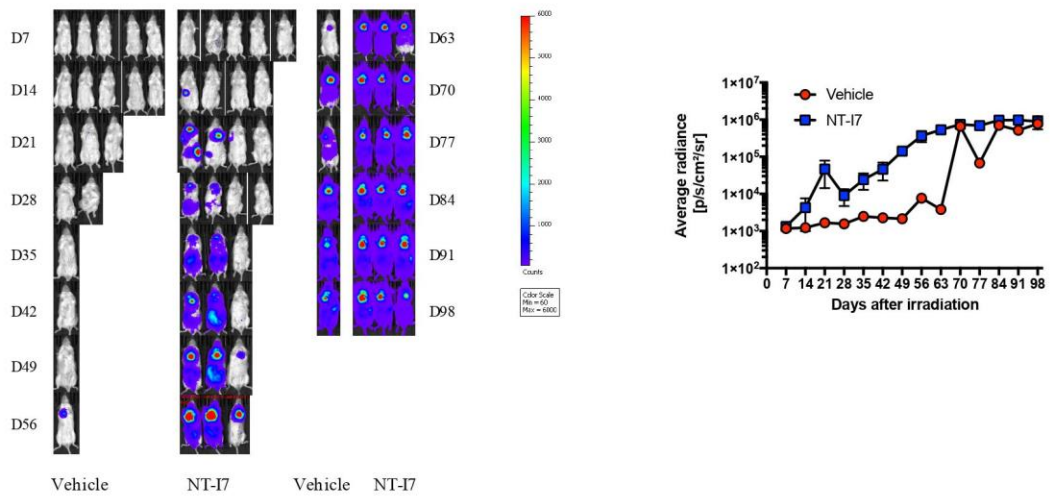 D7
D14
D21
D28
D35
D42
D49
D56
Vehicle
NT-I7
D63
D70
D77
D84
D91
D98
Vehicle
NT-I7
6000
5000
4000
3000
2000
1000
Counts
Color Scale
Min = 60
Max = 6000
Vehicle
NT-I7
Average radiance
[p/s/cm²/sr]
1×10⁷
1×10⁶
1×10⁵
1×10⁴
1×10³
1×10²
0 7 14 21 28 35 42 49 56 63 70 77 84 91 98
Days after irradiation